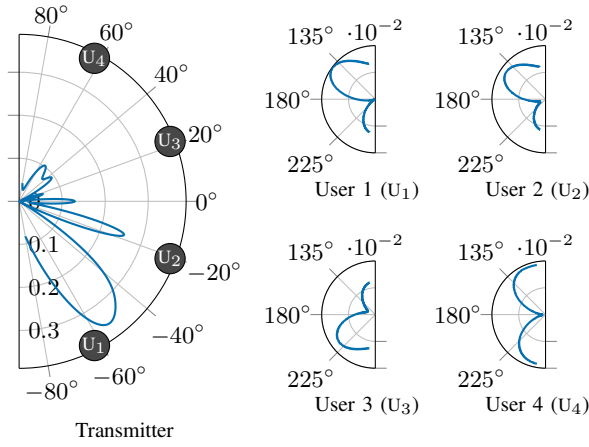 80°
60°
40°
20°
0°
−20°
−40°
−60°
−80°
0
0.1
0.2
0.3
U₄
U₃
U₂
U₁
Transmitter
135° ·10⁻²
180°
225°
User 1 (U₁)
135° ·10⁻²
180°
225°
User 2 (U₂)
135° ·10⁻²
180°
225°
User 3 (U₃)
135° ·10⁻²
180°
225°
User 4 (U₄)